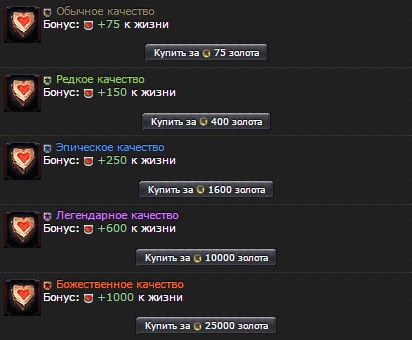 Обычное качество
Бонус: +75 к жизни
Купить за 75 золота
Редкое качество
Бонус: +150 к жизни
Купить за 400 золота
Эпическое качество
Бонус: +250 к жизни
Купить за 1600 золота
Легендарное качество
Бонус: +600 к жизни
Купить за 10000 золота
Божественное качество
Бонус: +1000 к жизни
Купить за 25000 золота